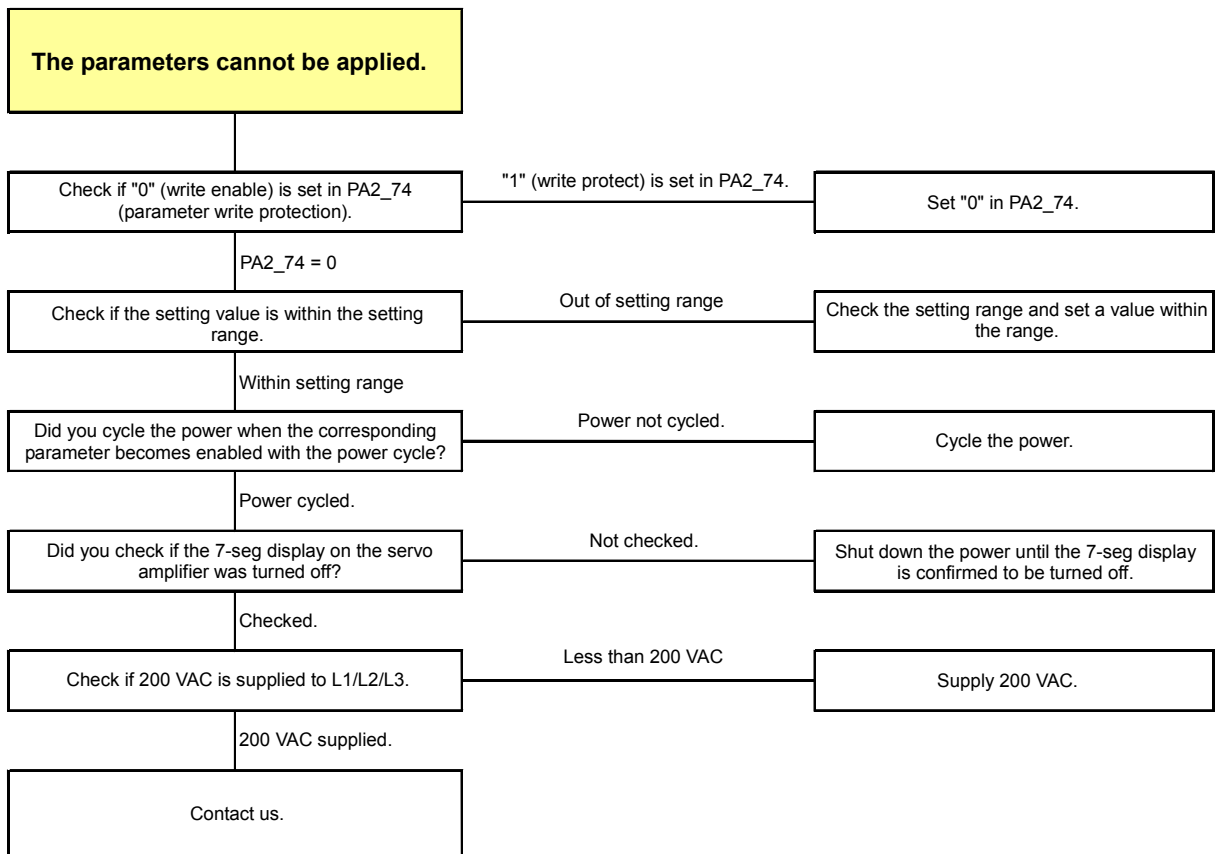 The parameters cannot be applied.
Check if "0" (write enable) is set in PA2_74
(parameter write protection).
"1" (write protect) is set in PA2_74.
Set "0" in PA2_74.
PA2_74 = 0
Check if the setting value is within the setting
range.
Out of setting range
Check the setting range and set a value within
the range.
Within setting range
Did you cycle the power when the corresponding
parameter becomes enabled with the power cycle?
Power not cycled.
Cycle the power.
Power cycled.
Did you check if the 7-seg display on the servo
amplifier was turned off?
Not checked.
Shut down the power until the 7-seg display
is confirmed to be turned off.
Checked.
Check if 200 VAC is supplied to L1/L2/L3.
Less than 200 VAC
Supply 200 VAC.
200 VAC supplied.
Contact us.